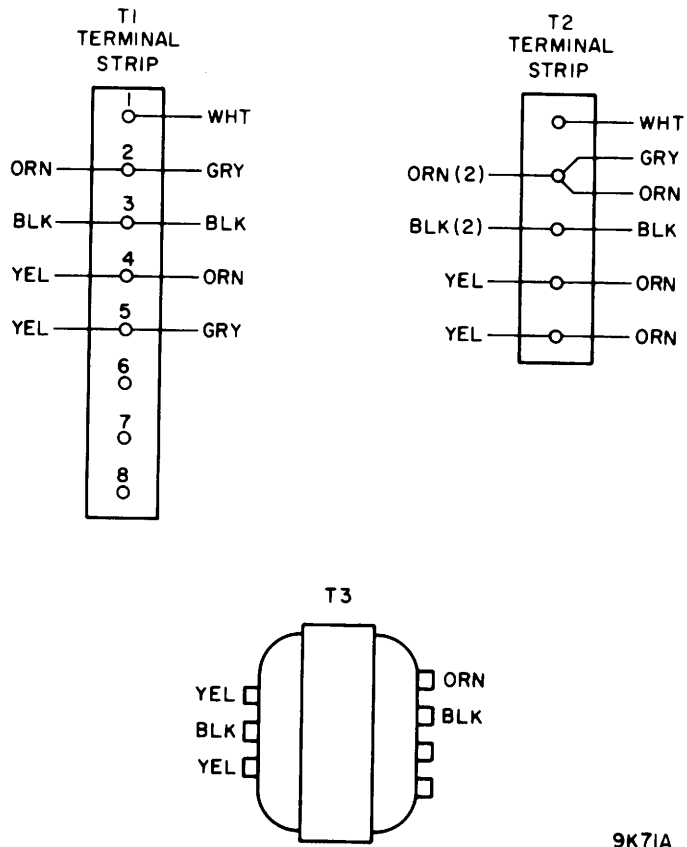 T1
TERMINAL
STRIP
1
WHT
ORN 2 GRY
BLK 3 BLK
YEL 4 ORN
YEL 5 GRY
6
7
8
T2
TERMINAL
STRIP
WHT
GRY
ORN (2)
ORN
BLK (2) BLK
YEL ORN
YEL ORN
T3
YEL
BLK
YEL
ORN
BLK
9K71A